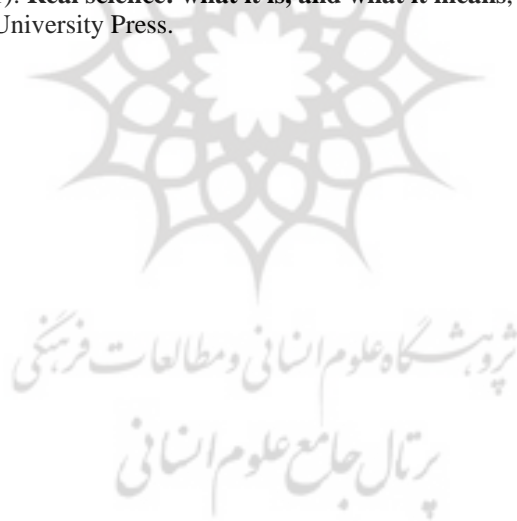 ). Real science: what it is, and what it means,
University Press.
پژوهشگاه علوم انسانی و مطالعات فرهنگی
پرتال جامع علوم انسانی